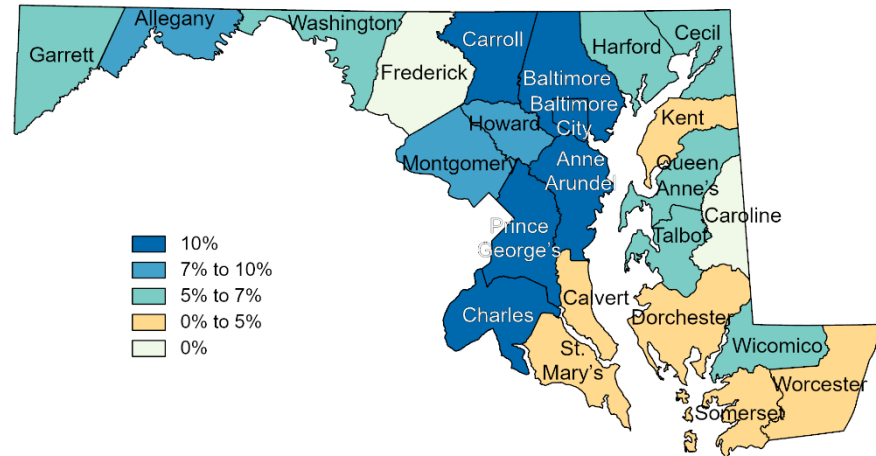 Allegany
Washington
Garrett
Frederick
Carroll
Harford
Cecil
Baltimore
Baltimore
City
Kent
Howard
Montgomery
Anne
Arundel
Queen
Anne's
Caroline
Talbot
Prince
George's
10%
7% to 10%
5% to 7%
0% to 5%
0%
Charles
Calvert
St.
Mary's
Dorchester
Wicomico
Worcester
Somerset